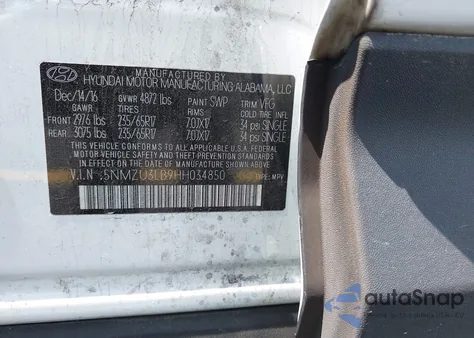 MANUFACTURED BY
HYUNDAI MOTOR MANUFACTURING ALABAMA, LLC
Dec/14/'16 GVWR 4872 lbs PAINT SWP TRIM VFG
GAWR TIRES RIMS COLD TIRE INFL
FRONT 2976 lbs 235/65R17 7.0JX17 34 psi SINGLE
REAR 3075 lbs 235/65R17 7.0JX17 34 psi SINGLE
THIS VEHICLE CONFORMS TO ALL APPLICABLE U.S.A. FEDERAL
MOTOR VEHICLE SAFETY AND THEFT PREVENTION
STANDARDS IN EFFECT ON THE DATE OF MANUFACTURE SHOWN ABOVE
V.I.N : 5NMZU3LB9HH034850 TYPE: MPV
autoSnap